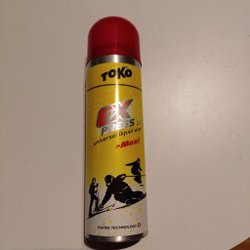 TOKO
EXPRESS
universal liquid wax
Maxi
SWISS TECHNOLOGY